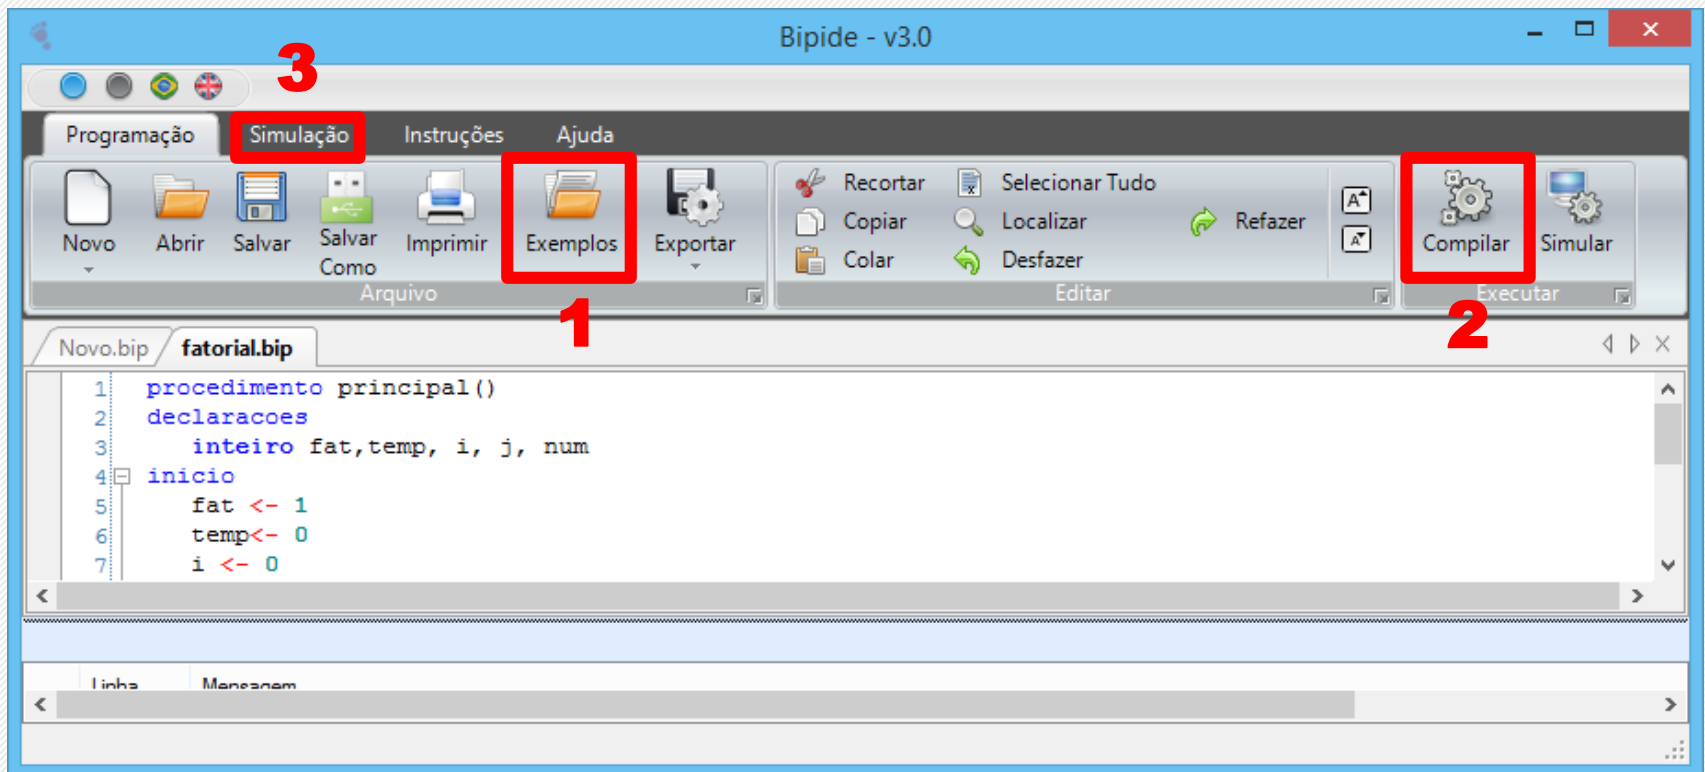 Bipide - v3.0
3
Programação Simulação Instruções Ajuda
Novo Abrir Salvar Salvar Como Imprimir Exemplos Exportar
Arquivo
Recortar Selecionar Tudo
Copiar Localizar Refazer
Colar Desfazer
Editar
A A
Compilar Simular
Executar
1 2
Novo.bip fatorial.bip
1 procedimento principal()
2 declaracoes
3 inteiro fat,temp, i, j, num
4 inicio
5 fat <- 1
6 temp<- 0
7 i <- 0
Linha Mensagem